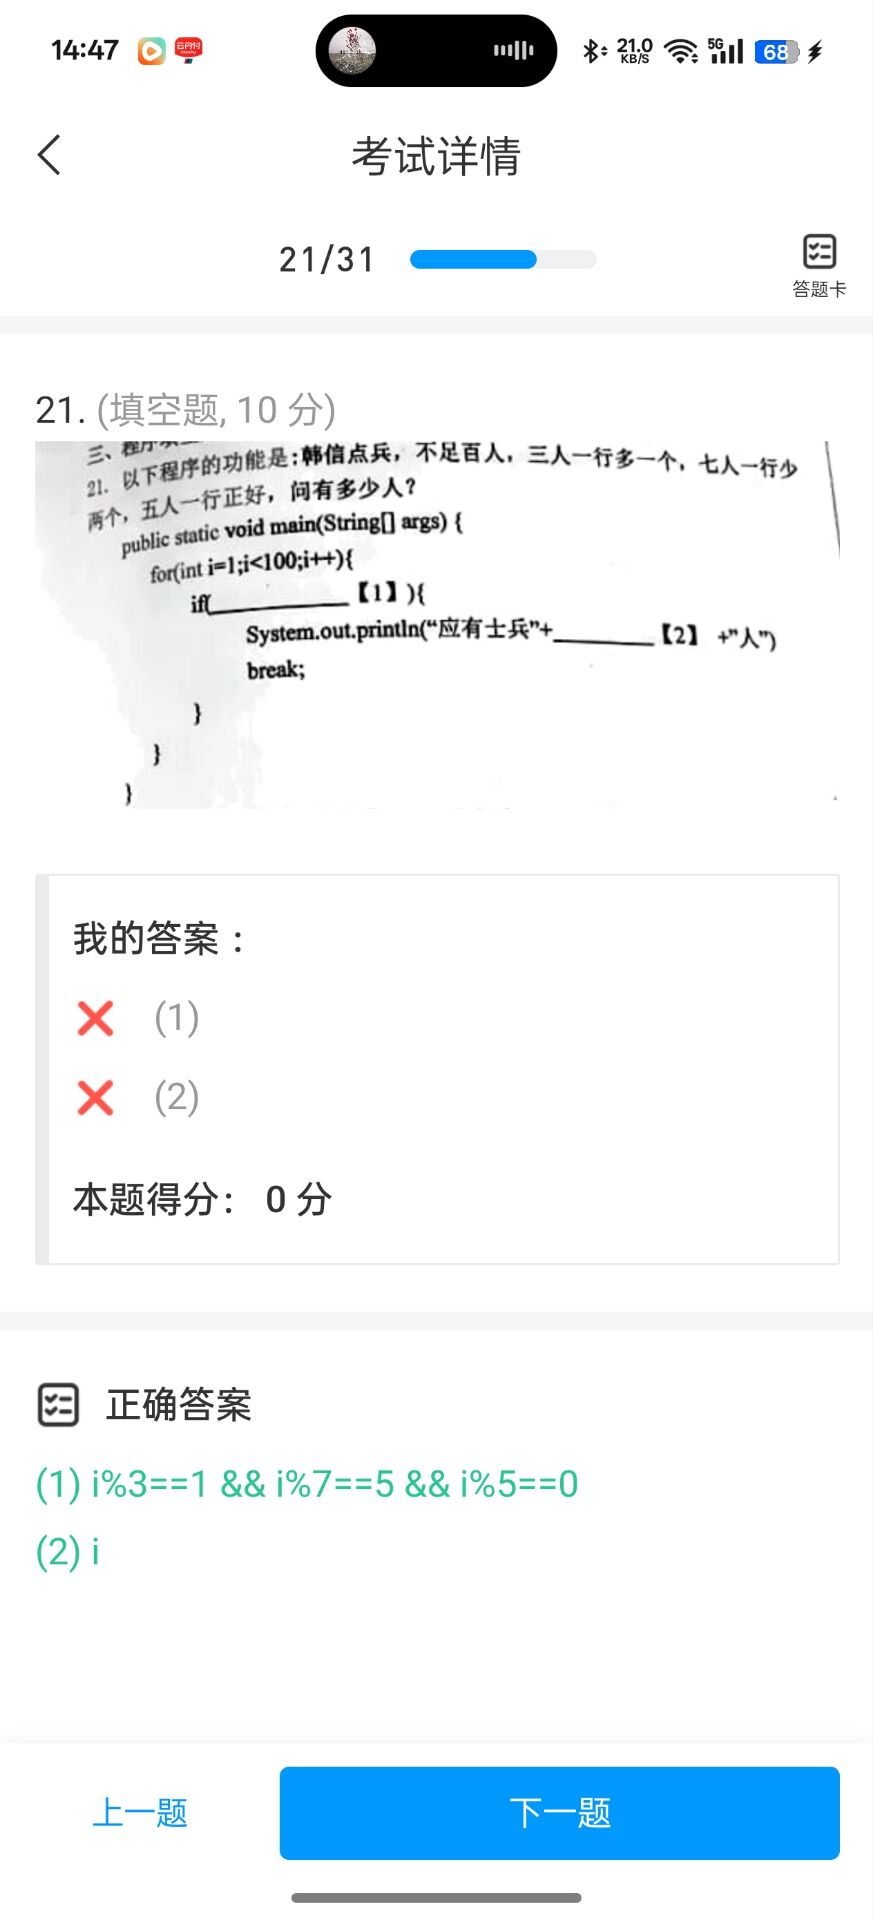 14:47
21.0 KB/S 5G 68
考试详情
21/31
答题卡
21. (填空题, 10 分)
三、程序
21. 以下程序的功能是:韩信点兵，不足百人，三人一行多一个，七人一行少
两个，五人一行正好，问有多少人?
public static void main(String[] args) {
for(int i=1;i<100;i++){
if(____________【1】){
System.out.println(“应有士兵”+_________【2】 +”人”)
break;
}
}
}
我的答案：
(1)
(2)
本题得分： 0 分
正确答案
(1) i%3==1 && i%7==5 && i%5==0
(2) i
上一题
下一题